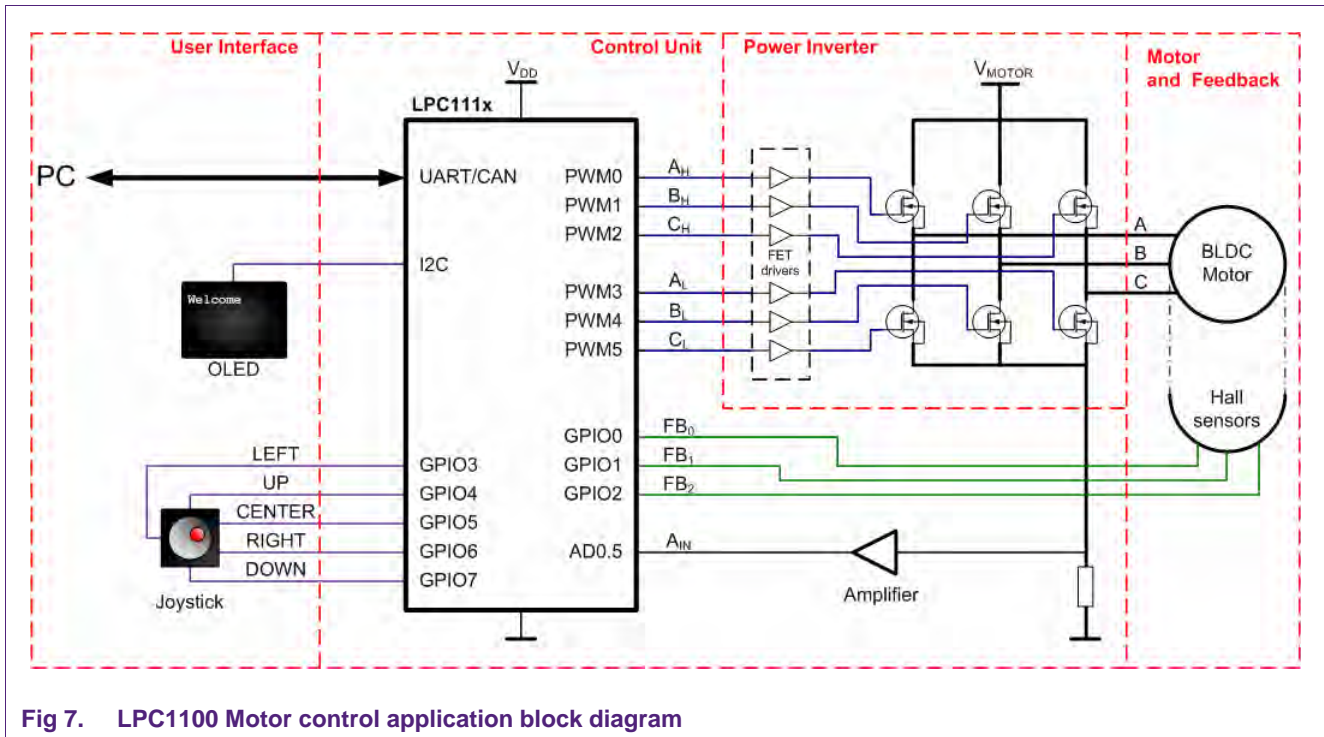 User Interface
Control Unit
Power Inverter
Motor
and Feedback
VDD
VMOTOR
LPC111x
PC
UART/CAN
PWM0
AH
PWM1
BH
PWM2
CH
FET
drivers
A
B
C
BLDC
Motor
I2C
PWM3
AL
PWM4
BL
PWM5
CL
Welcome
OLED
Hall
sensors
GPIO0
FB0
GPIO1
FB1
GPIO2
FB2
LEFT
GPIO3
UP
GPIO4
CENTER
GPIO5
RIGHT
GPIO6
DOWN
GPIO7
Joystick
AD0.5
AIN
Amplifier
Fig 7. LPC1100 Motor control application block diagram